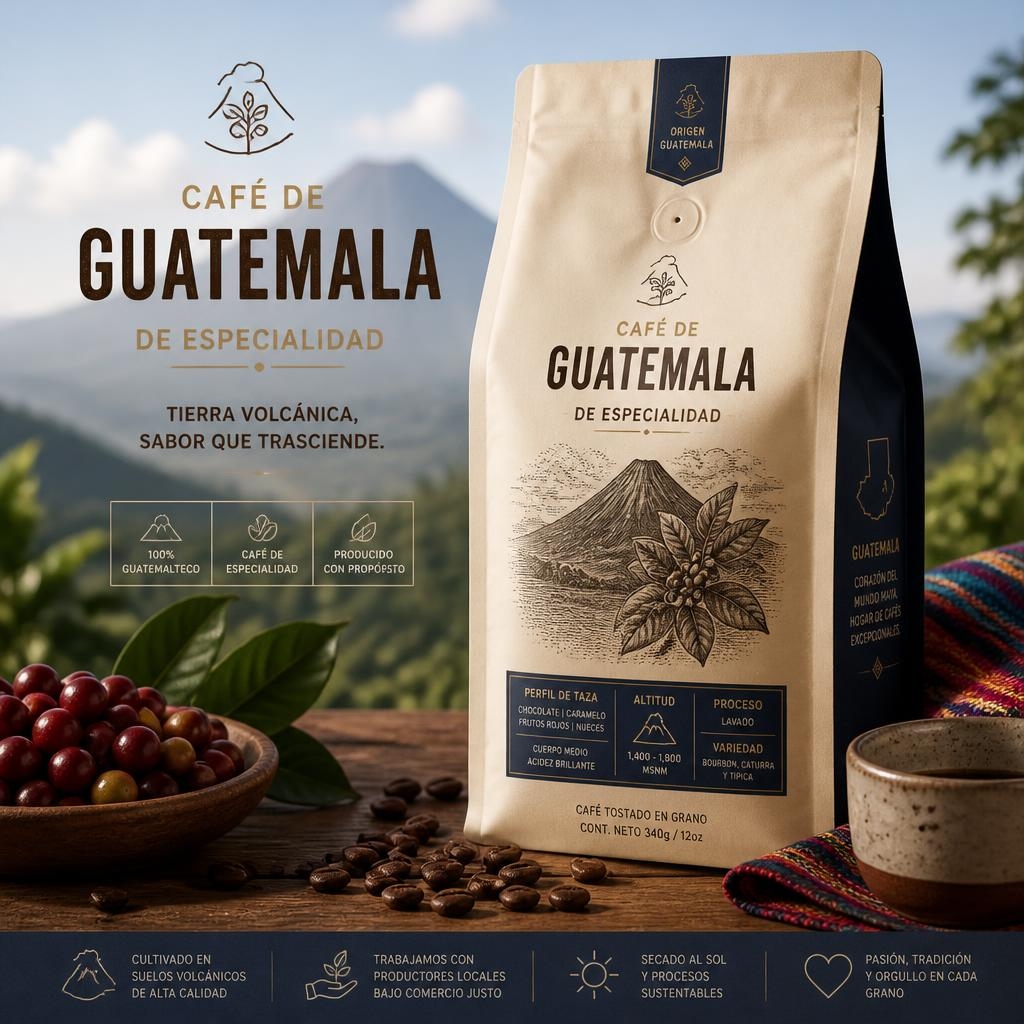 CAFÉ DE
GUATEMALA
DE ESPECIALIDAD
TIERRA VOLCÁNICA,
SABOR QUE TRASCIENDE.
100%
GUATEMALTECO
CAFÉ DE
ESPECIALIDAD
PRODUCIDO
CON PROPÓSTO
ORIGEN
GUATEMALA
CAFÉ DE
GUATEMALA
DE ESPECIALIDAD
PERFIL DE TAZA
CHOCOLATE | CARAMELO
FRUTOS ROJOS | NUECES
CUERPO MEDIO
ACIDEZ BRILLANTE
ALTITUD
1,400 - 1,800
MSNM
PROCESO
LAVADO
VARIEDAD
BOURBON, CATURRA
Y TIPICA
CAFÉ TOSTADO EN GRANO
CONT. NETO 340g / 12oz
GUATEMALA
CORAZÓN DEL
MUNDO MAYA,
HOGAR DE CAFÉS
EXCEPCIONALES.
CULTIVADO EN
SUELOS VOLCÁNICOS
DE ALTA CALIDAD
TRABAJAMOS CON
PRODUCTORES LOCALES
BAJO COMERCIO JUSTO
SECADO AL SOL
Y PROCESOS
SUSTENTABLES
PASIÓN, TRADICIÓN
Y ORGULLO EN CADA
GRANO